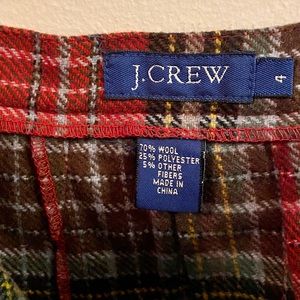 J.CREW
4
70% WOOL
25% POLYESTER
5% OTHER
FIBERS
MADE IN
CHINA